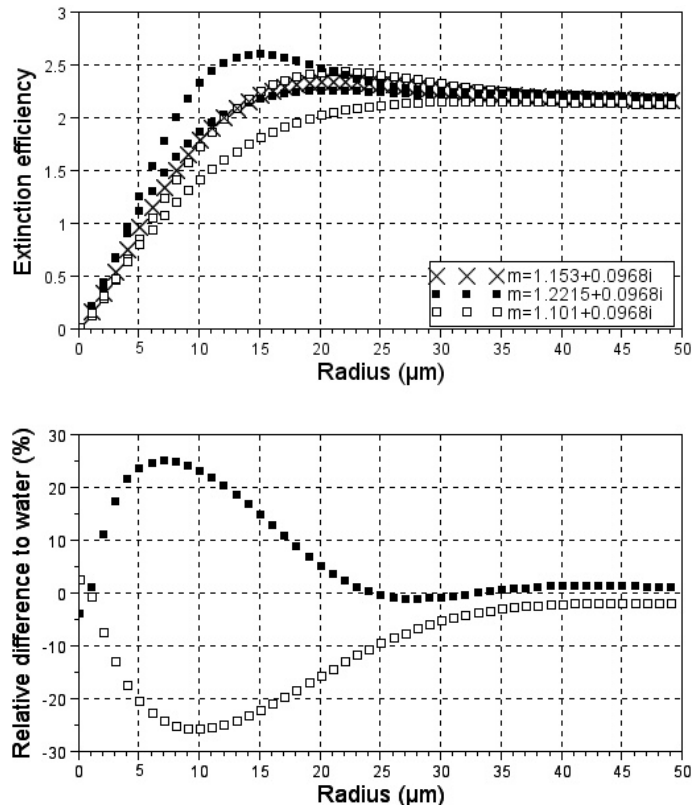 3
2.5
2
1.5
1
0.5
0
Extinction efficiency
m=1.153+0.0968i
m=1.2215+0.0968i
m=1.101+0.0968i
0 5 10 15 20 25 30 35 40 45 50
Radius (µm)
30
20
10
0
-10
-20
-30
Relative difference to water (%)
0 5 10 15 20 25 30 35 40 45 50
Radius (µm)